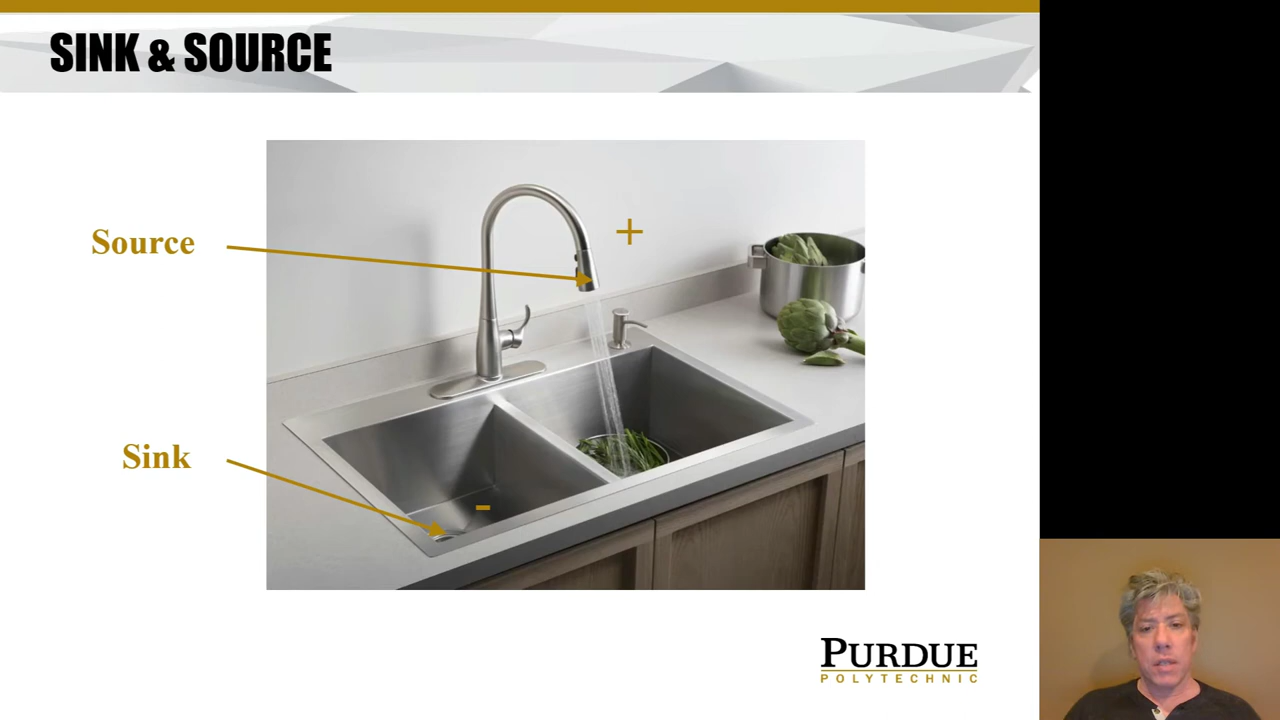 SINK & SOURCE
+
Source
Sink
-
PURDUE
POLYTECHNIC